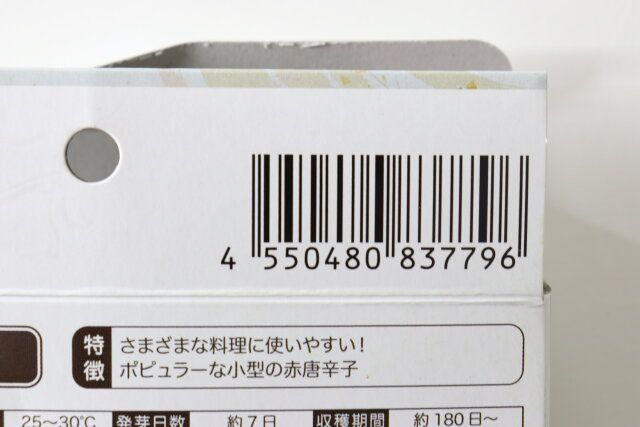 4 550480 837796
特徴 さまざまな料理に使いやすい!
ポピュラーな小型の赤唐辛子
25～30℃ 発芽日数 約7日 収穫期間 約180日～